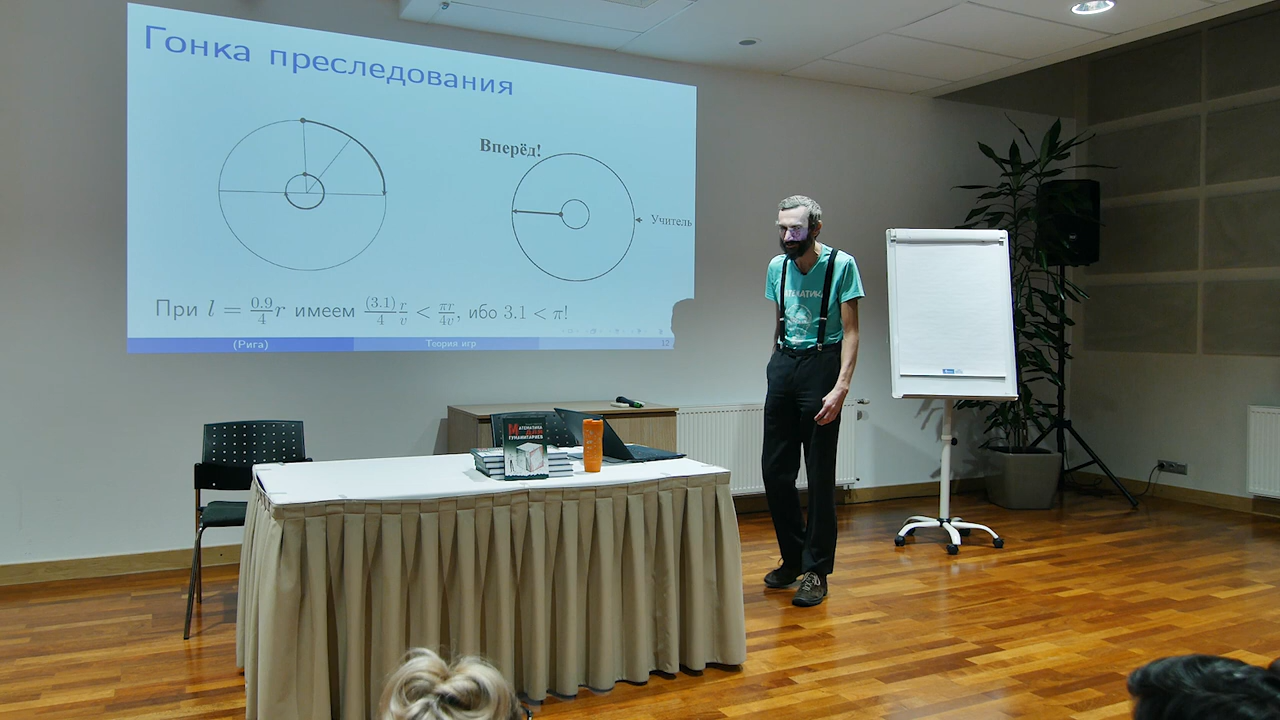 Гонка преследования
Вперёд!
Учитель
При l = 0.9/4 r имеем (3.1)/4 r/v < πr/4v, ибо 3.1 < π!
(Рига)
Теория игр
12
МАТЕМАТИКА
ДЛЯ
ГУМАНИТАРИЕВ